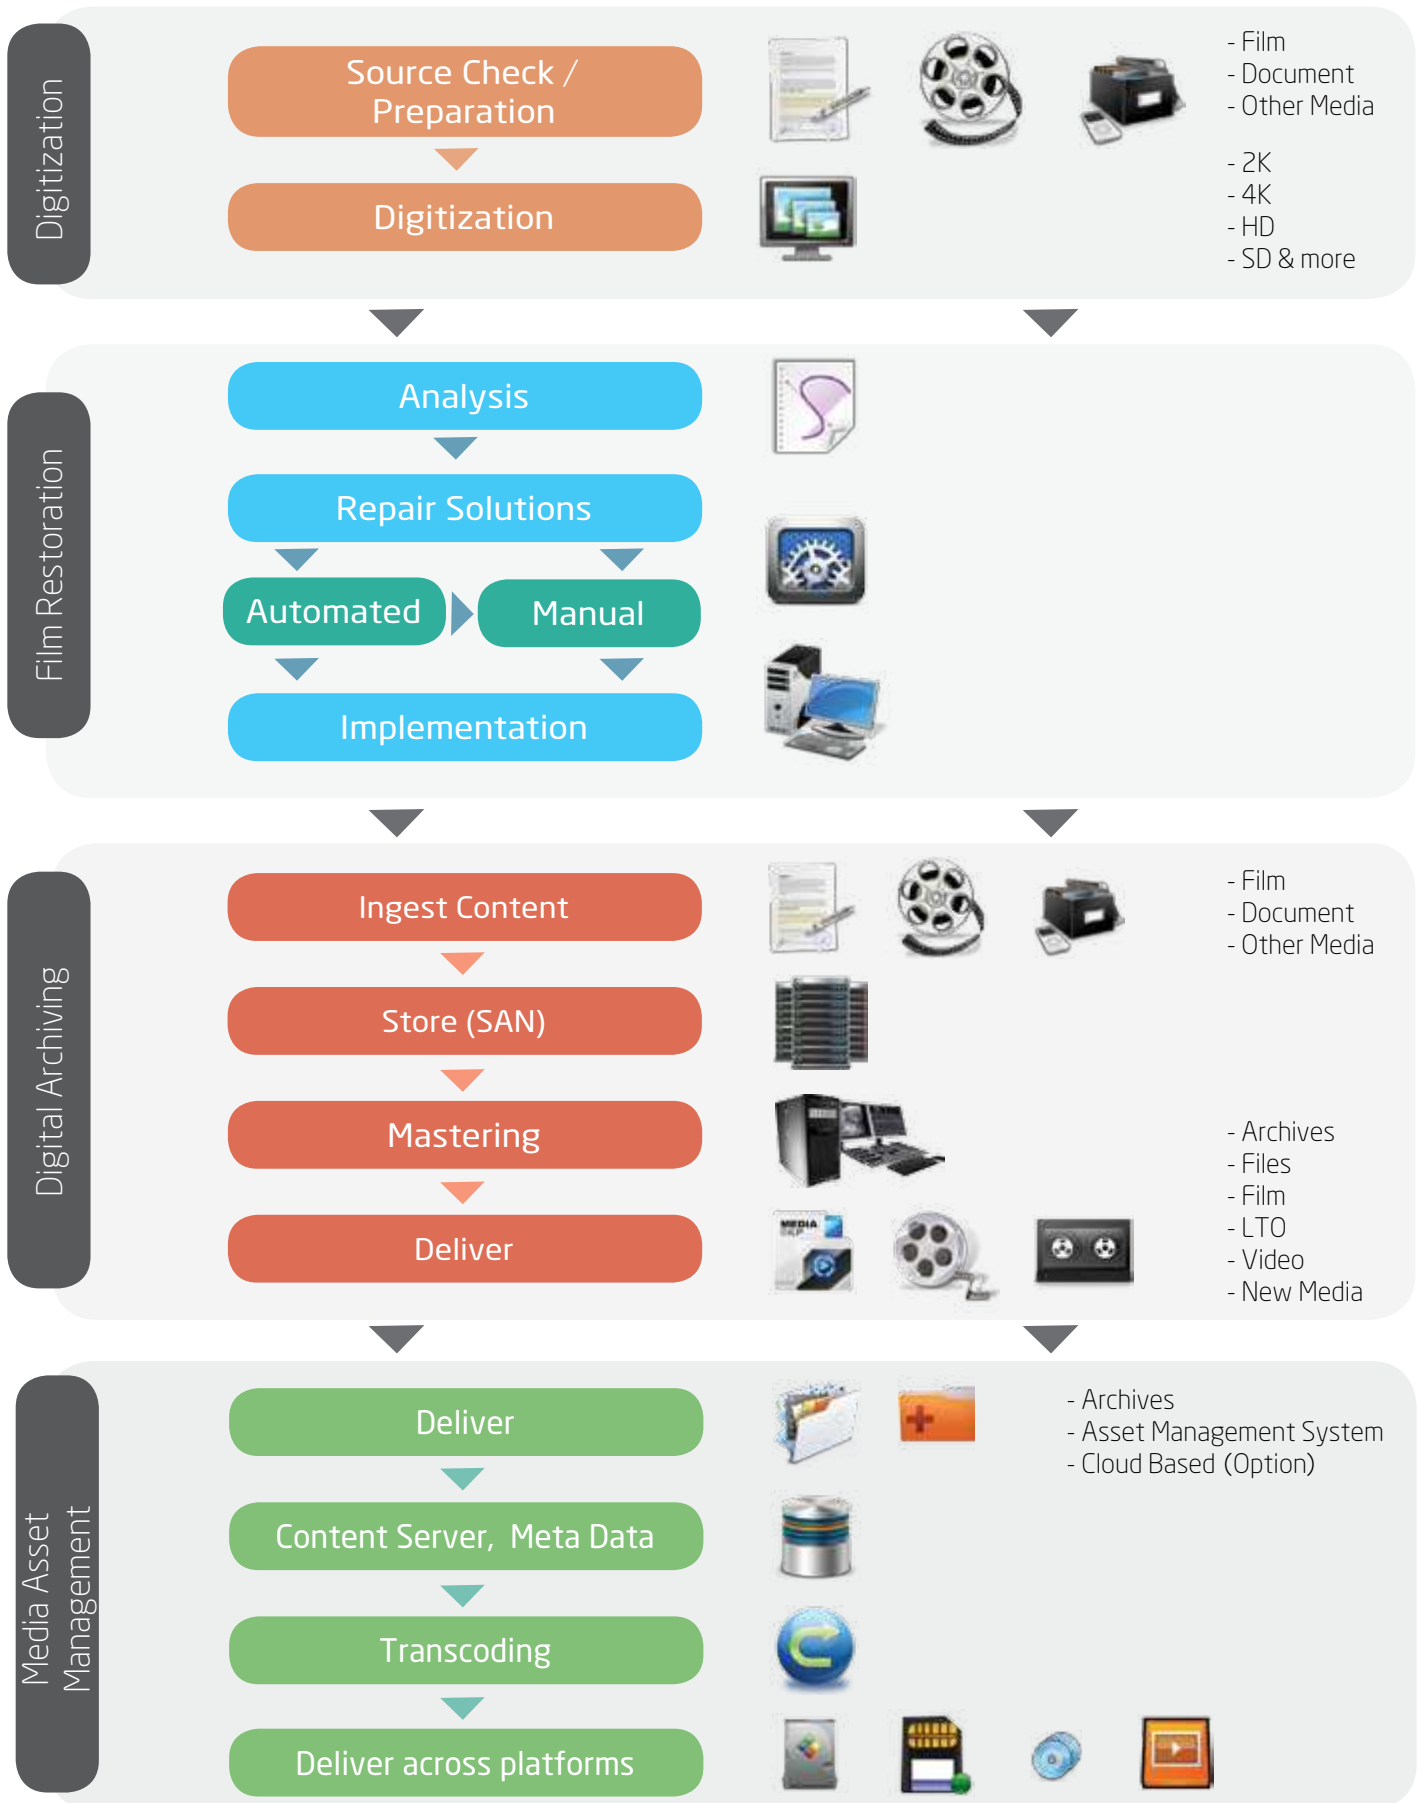 Digitization
Source Check /
Preparation
- Film
- Document
- Other Media
Digitization
- 2K
- 4K
- HD
- SD & more
Film Restoration
Analysis
Repair Solutions
Automated
Manual
Implementation
Digital Archiving
Ingest Content
- Film
- Document
- Other Media
Store (SAN)
Mastering
Deliver
MEDIA
- Archives
- Files
- Film
- LTO
- Video
- New Media
Media Asset
Management
Deliver
- Archives
- Asset Management System
- Cloud Based (Option)
Content Server, Meta Data
Transcoding
Deliver across platforms